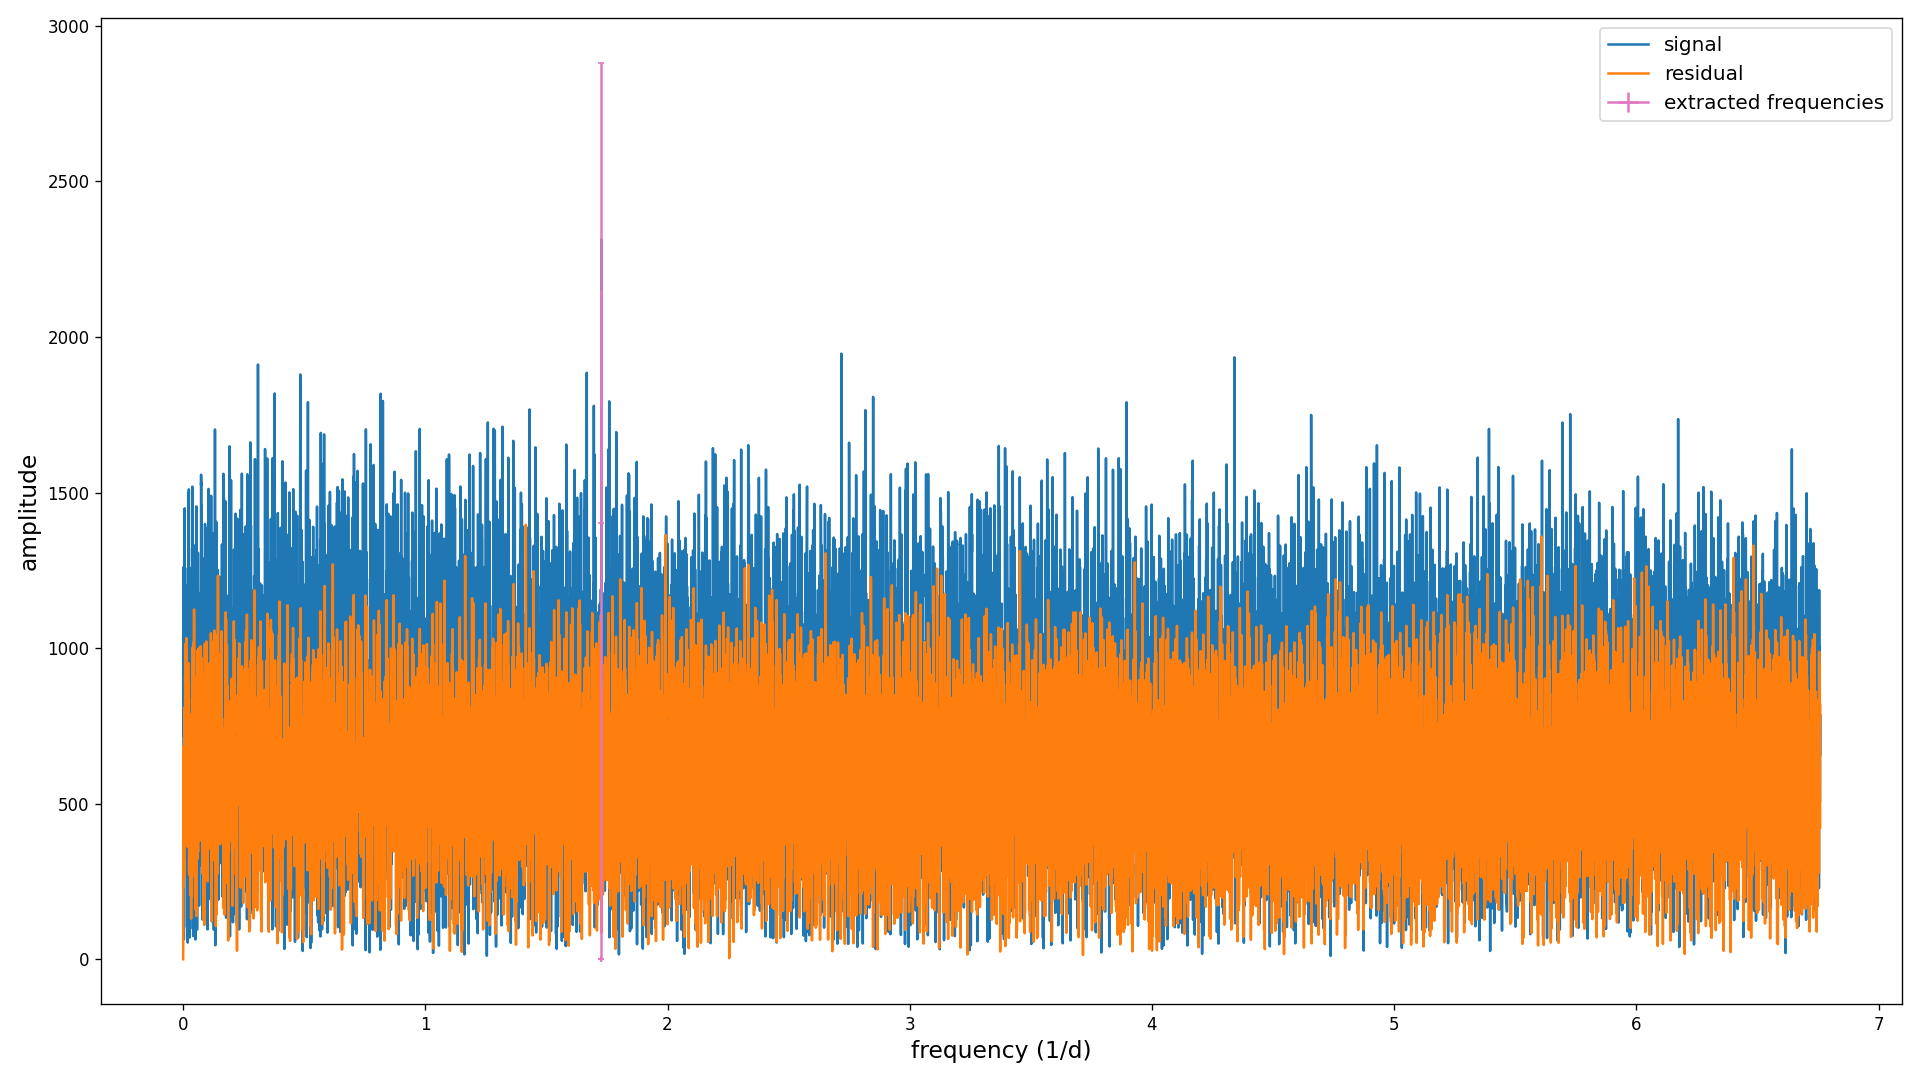 3000
2500
2000
1500
1000
500
0
amplitude
0 1 2 3 4 5 6 7
frequency (1/d)
signal
residual
extracted frequencies